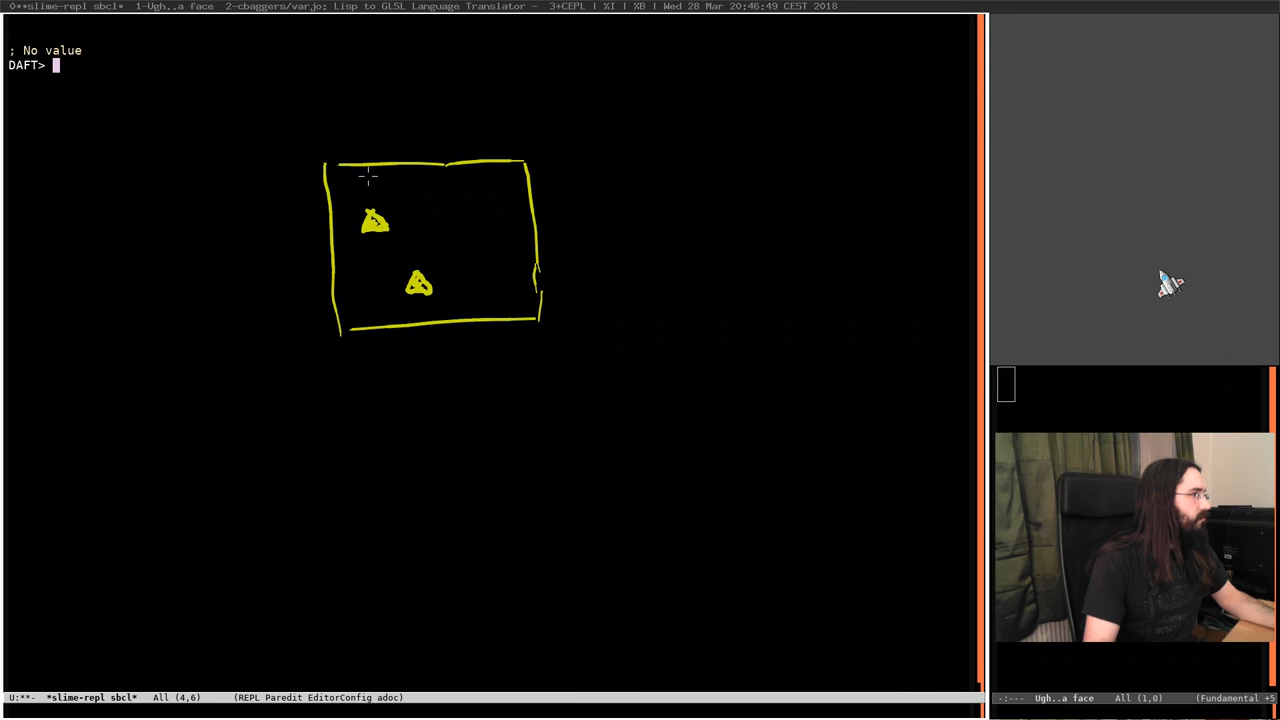 0**slime-repl sbcl*  1-Ugh..a face  2-cbaggers/varjo: Lisp to GLSL Language Translator -  3+CEPL | %I | %B | Wed 28 Mar 20:46:49 CEST 2018
; No value
DAFT>
U:**-  *slime-repl sbcl*   All (4,6)      (REPL Paredit EditorConfig adoc)
-:---  Ugh..a face    All (1,0)       (Fundamental +5